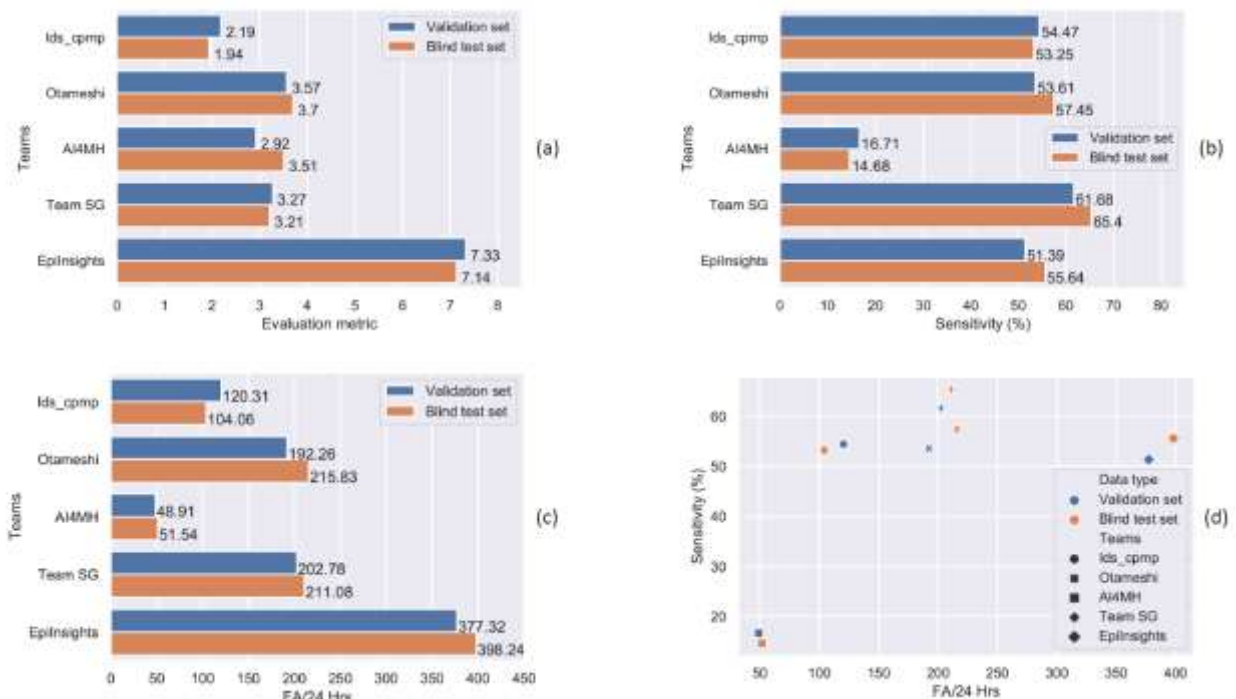 Ids_cpmp
2.19
1.94
Otameshi
3.57
3.7
AI4MH
2.92
3.51
Team SG
3.27
3.21
EpiInsights
7.33
7.14
Teams
0 1 2 3 4 5 6 7 8
Evaluation metric
Validation set
Blind test set
(a)
Ids_cpmp
54.47
53.25
Otameshi
53.61
57.45
AI4MH
16.71
14.68
Team SG
61.68
65.4
EpiInsights
51.39
55.64
Teams
0 10 20 30 40 50 60 70 80
Sensitivity (%)
Validation set
Blind test set
(b)
Ids_cpmp
120.31
104.06
Otameshi
192.26
215.83
AI4MH
48.91
51.54
Team SG
202.78
211.08
EpiInsights
377.32
398.24
Teams
0 50 100 150 200 250 300 350 400 450
FA/24 Hrs
Validation set
Blind test set
(c)
60
50
40
30
20
Sensitivity (%)
50 100 150 200 250 300 350 400
FA/24 Hrs
Data type
Validation set
Blind test set
Teams
Ids_cpmp
Otameshi
AI4MH
Team SG
EpiInsights
(d)